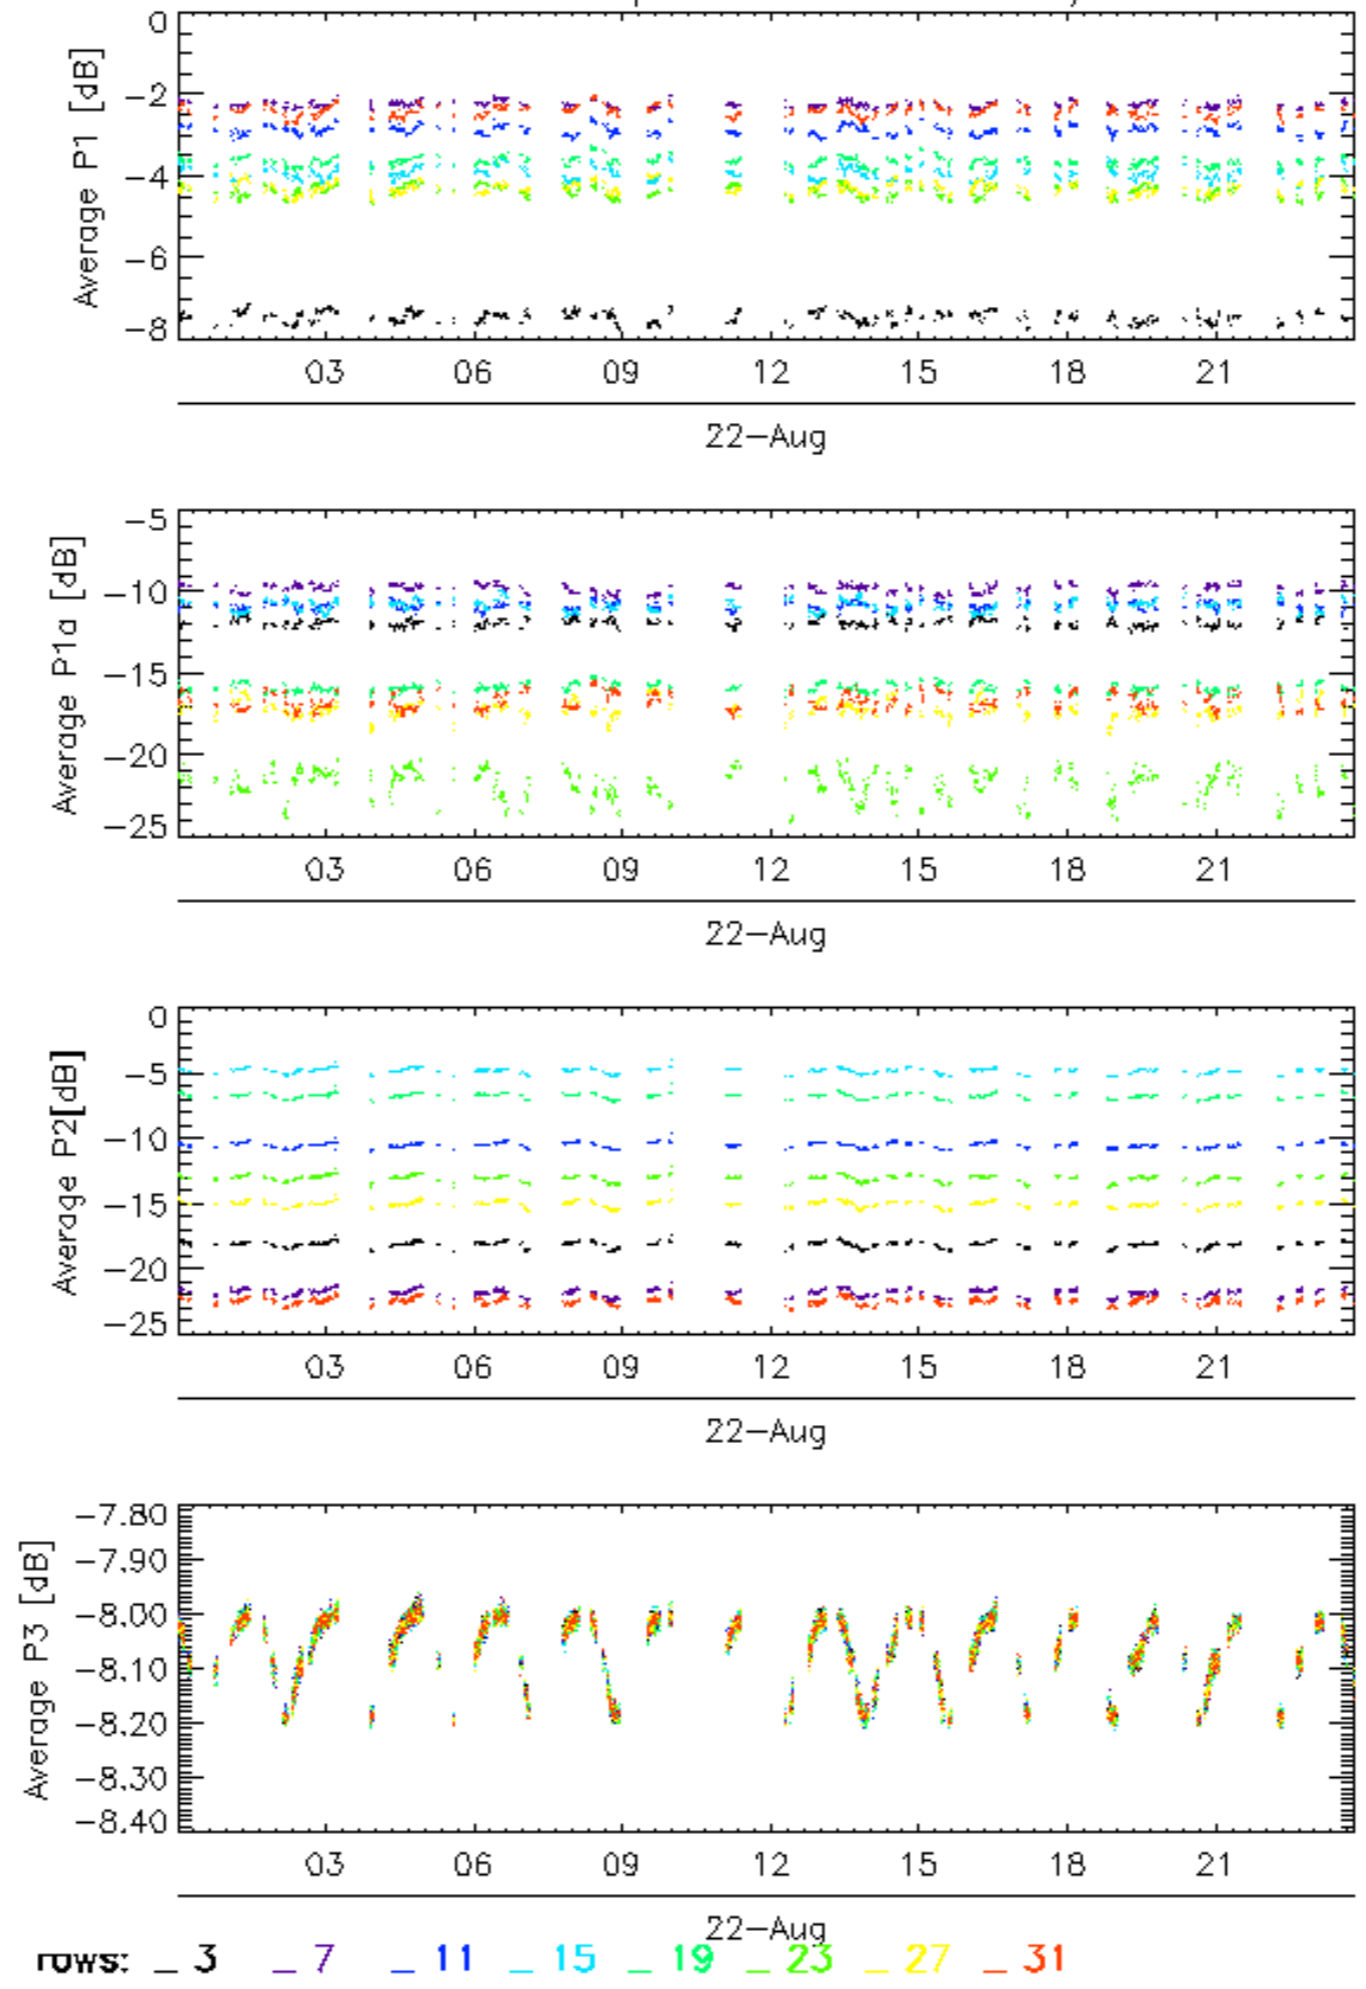 0
−2
−4
−6
−8
Average P1 [dB]
03 06 09 12 15 18 21
22−Aug
−5
−10
−15
−20
−25
Average P1a [dB]
03 06 09 12 15 18 21
22−Aug
0
−5
−10
−15
−20
−25
Average P2[dB]
03 06 09 12 15 18 21
22−Aug
−7.80
−7.90
−8.00
−8.10
−8.20
−8.30
−8.40
Average P3 [dB]
03 06 09 12 15 18 21
22−Aug
rows: _ 3 _ 7 _ 11 _ 15 _ 19 _ 23 _ 27 _ 31